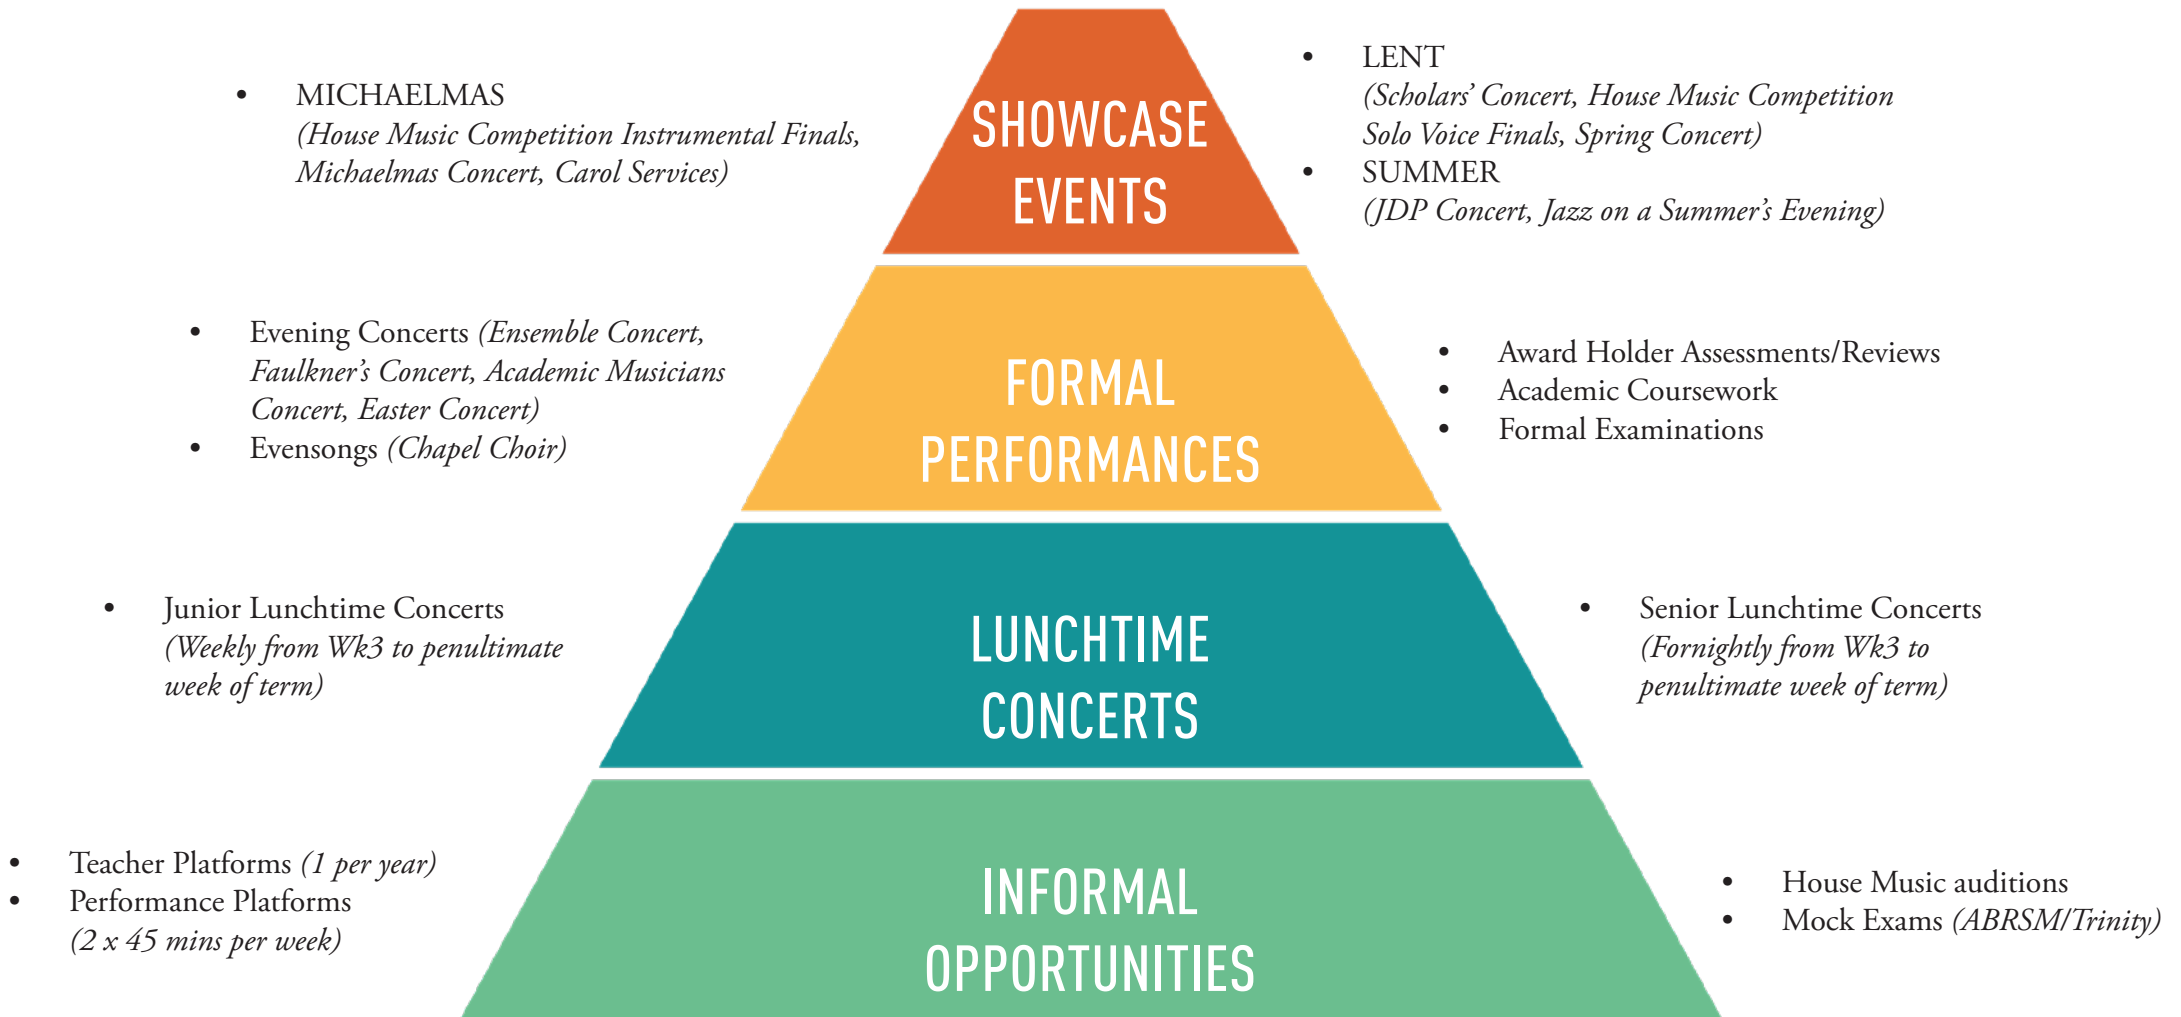 • MICHAELMAS
(House Music Competition Instrumental Finals,
Michaelmas Concert, Carol Services)
SHOWCASE
EVENTS
• LENT
(Scholars’ Concert, House Music Competition
Solo Voice Finals, Spring Concert)
• SUMMER
(JDP Concert, Jazz on a Summer’s Evening)
• Evening Concerts (Ensemble Concert,
Faulkner’s Concert, Academic Musicians
Concert, Easter Concert)
• Evensongs (Chapel Choir)
FORMAL
PERFORMANCES
• Award Holder Assessments/Reviews
• Academic Coursework
• Formal Examinations
• Junior Lunchtime Concerts
(Weekly from Wk3 to penultimate
week of term)
LUNCHTIME
CONCERTS
• Senior Lunchtime Concerts
(Fornightly from Wk3 to
penultimate week of term)
• Teacher Platforms (1 per year)
• Performance Platforms
(2 x 45 mins per week)
INFORMAL
OPPORTUNITIES
• House Music auditions
• Mock Exams (ABRSM/Trinity)